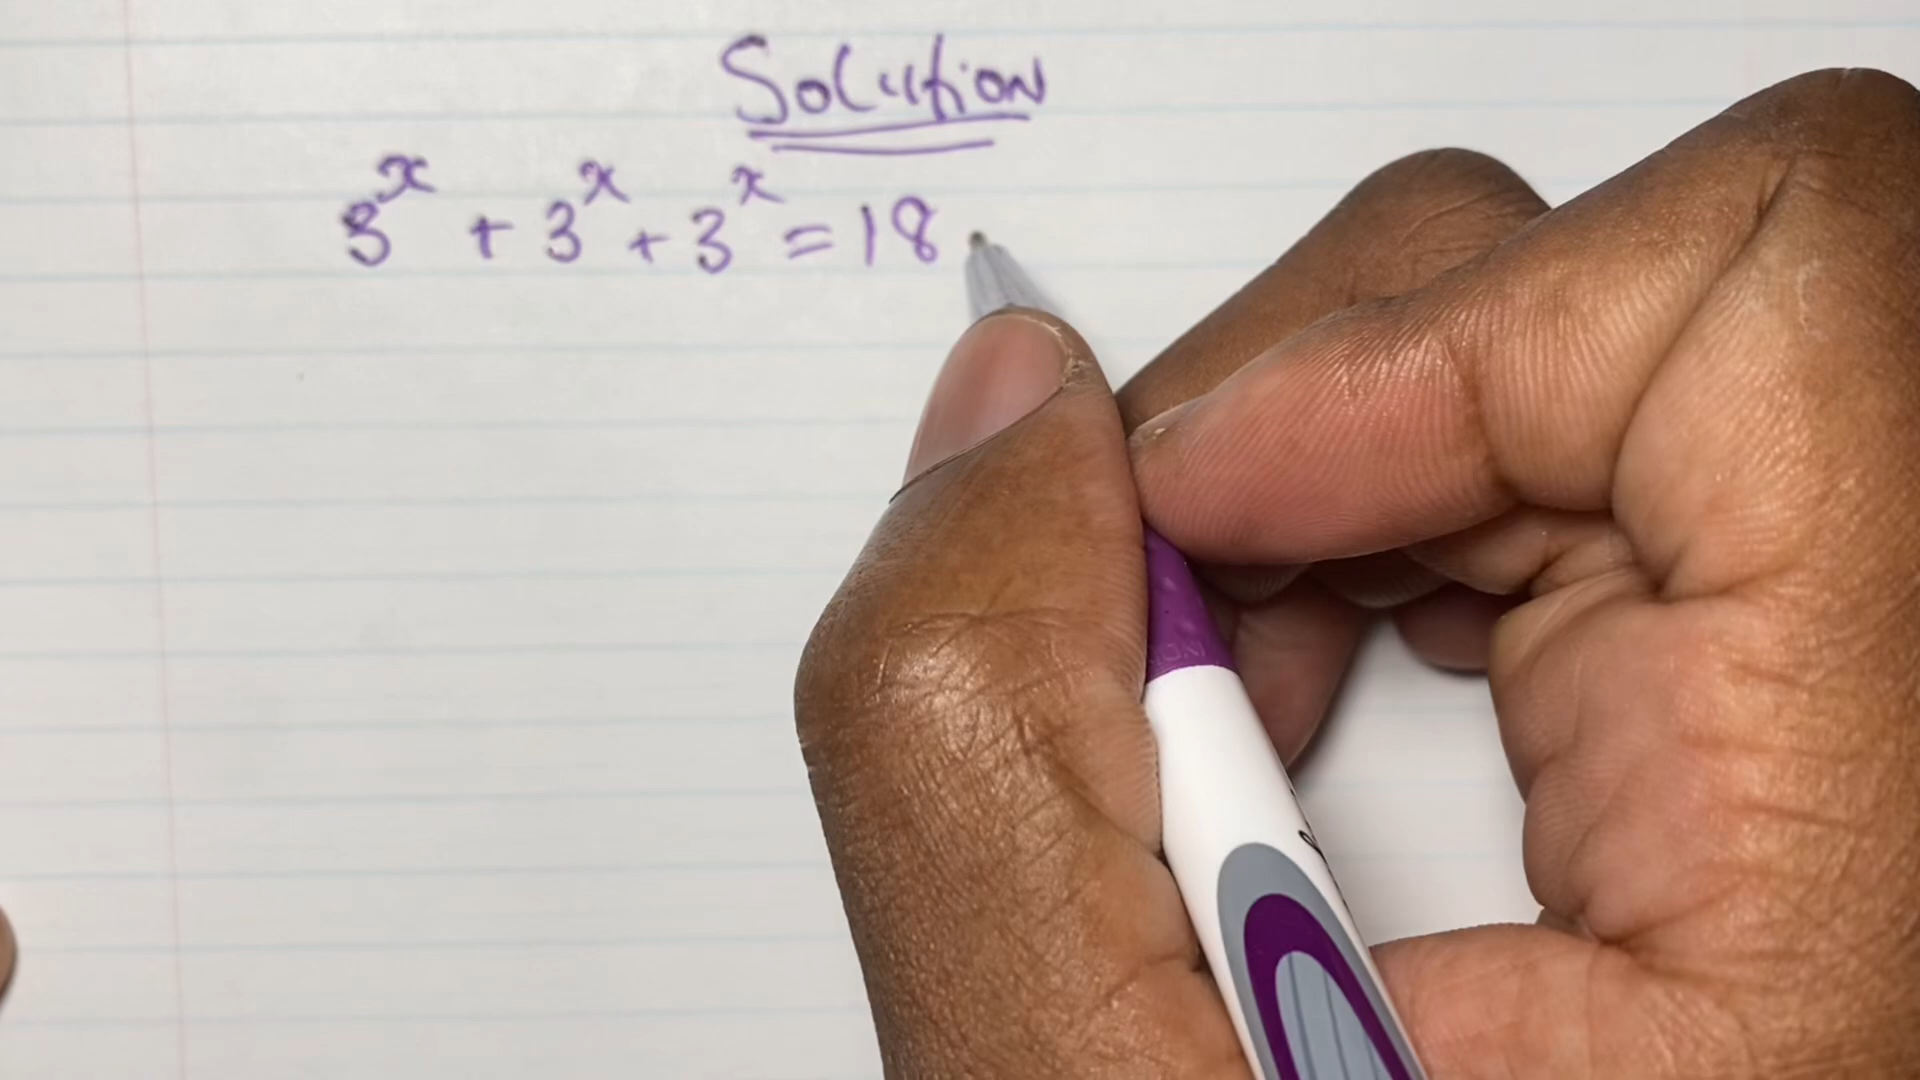 Solution
3^x + 3^x + 3^x = 18